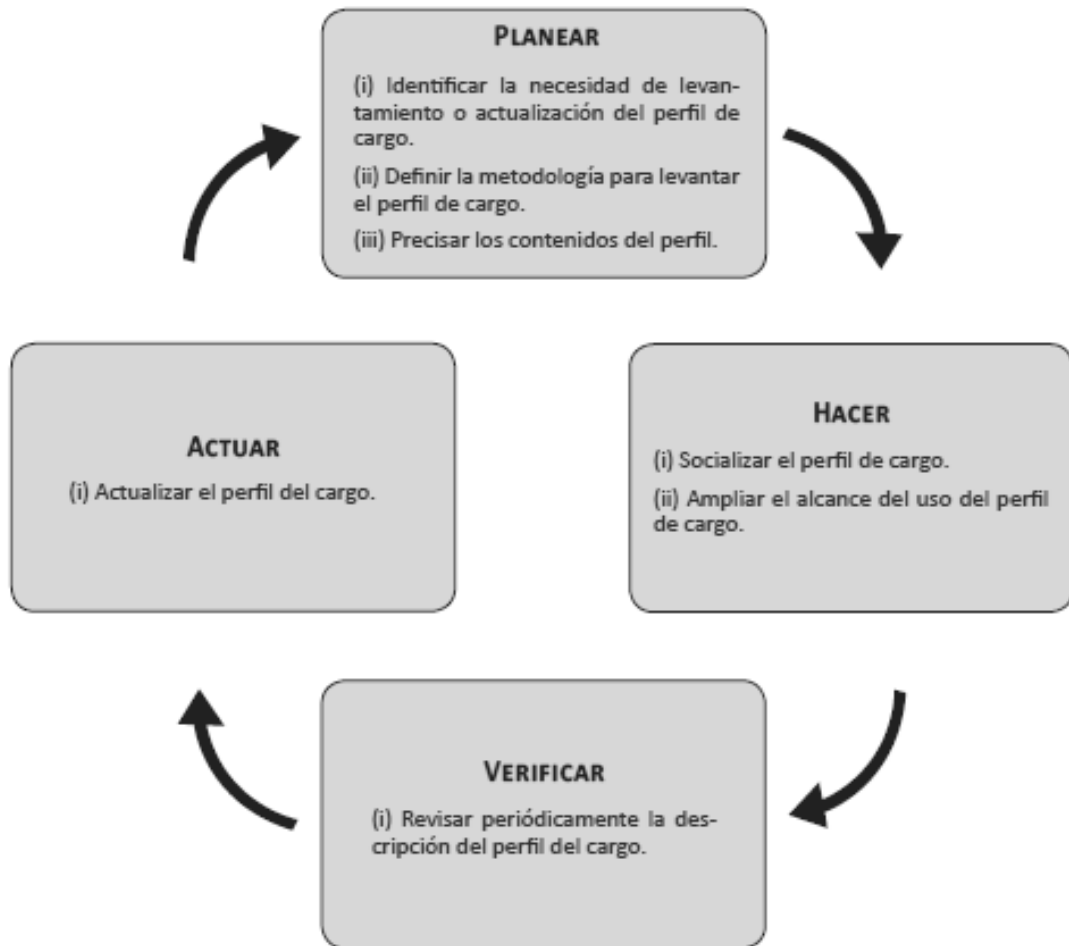 PLANEAR
(i) Identificar la necesidad de levan-
tamiento o actualización del perfil de
cargo.
(ii) Definir la metodología para levantar
el perfil de cargo.
(iii) Precisar los contenidos del perfil.
HACER
(i) Socializar el perfil de cargo.
(ii) Ampliar el alcance del uso del perfil
de cargo.
VERIFICAR
(i) Revisar periódicamente la des-
cripción del perfil del cargo.
ACTUAR
(i) Actualizar el perfil del cargo.